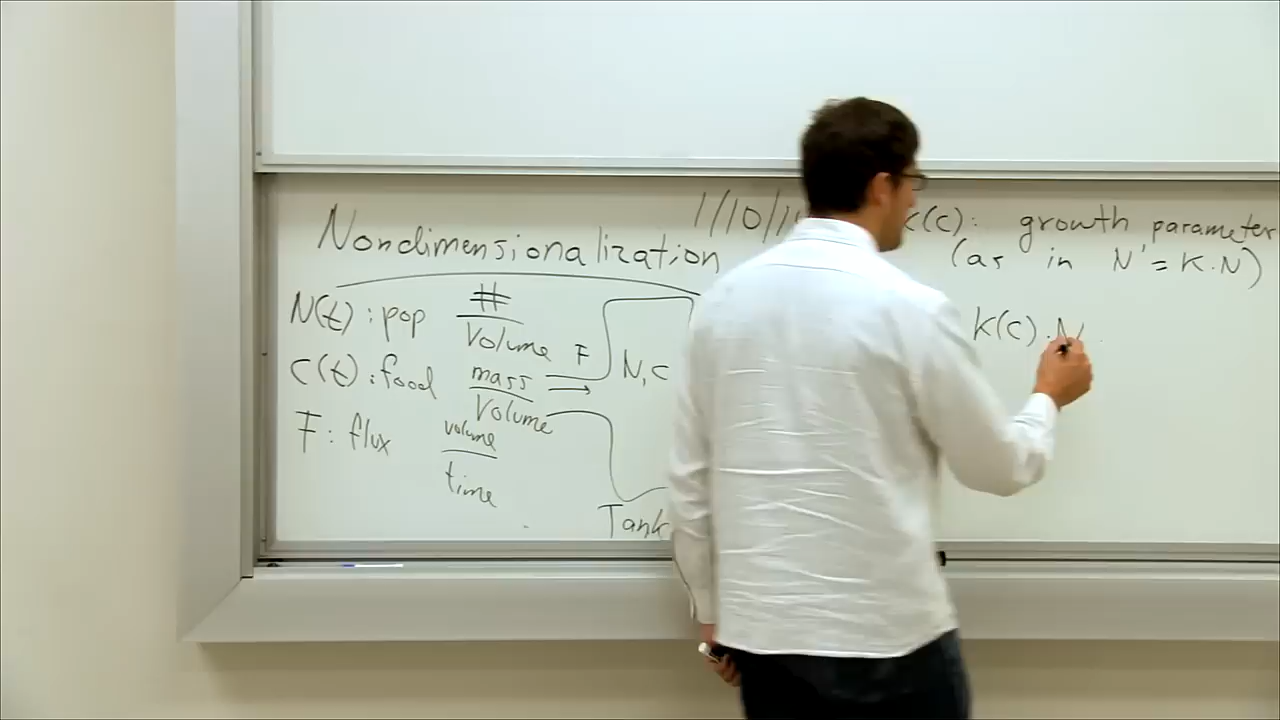 Nondimensionalization
1/10/1
N(t): pop #/Volume
C(t): food mass/Volume
F: flux volume/time
F
N, C
Tank
k(c): growth parameter
(as in N' = K·N)
K(C)·N